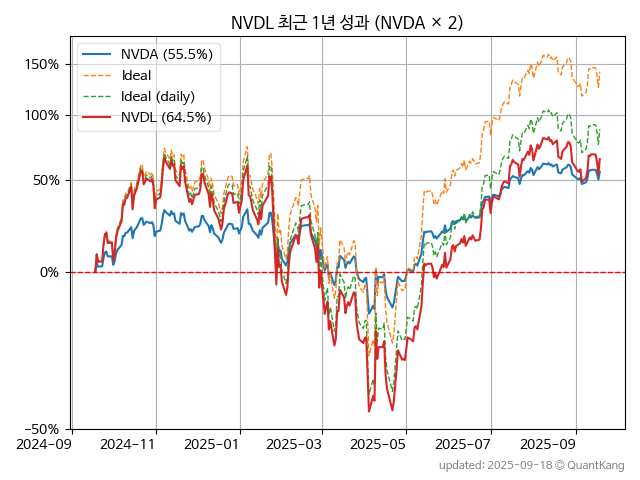 NVDL 최근 1년 성과 (NVDA × 2)
NVDA (55.5%)
Ideal
Ideal (daily)
NVDL (64.5%)
150%
100%
50%
0%
−50%
2024-09 2024-11 2025-01 2025-03 2025-05 2025-07 2025-09
updated: 2025-09-18 ⓒ QuantKang